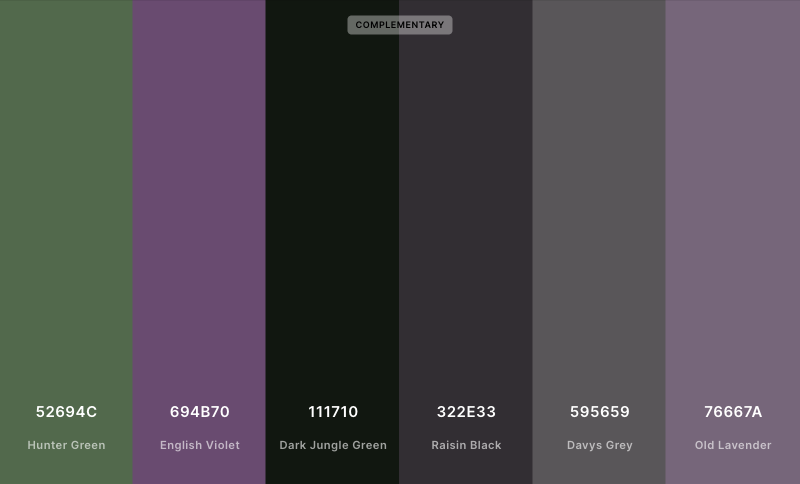 COMPLEMENTARY
52694C 694B70 111710 322E33 595659 76667A
Hunter Green English Violet Dark Jungle Green Raisin Black Davys Grey Old Lavender